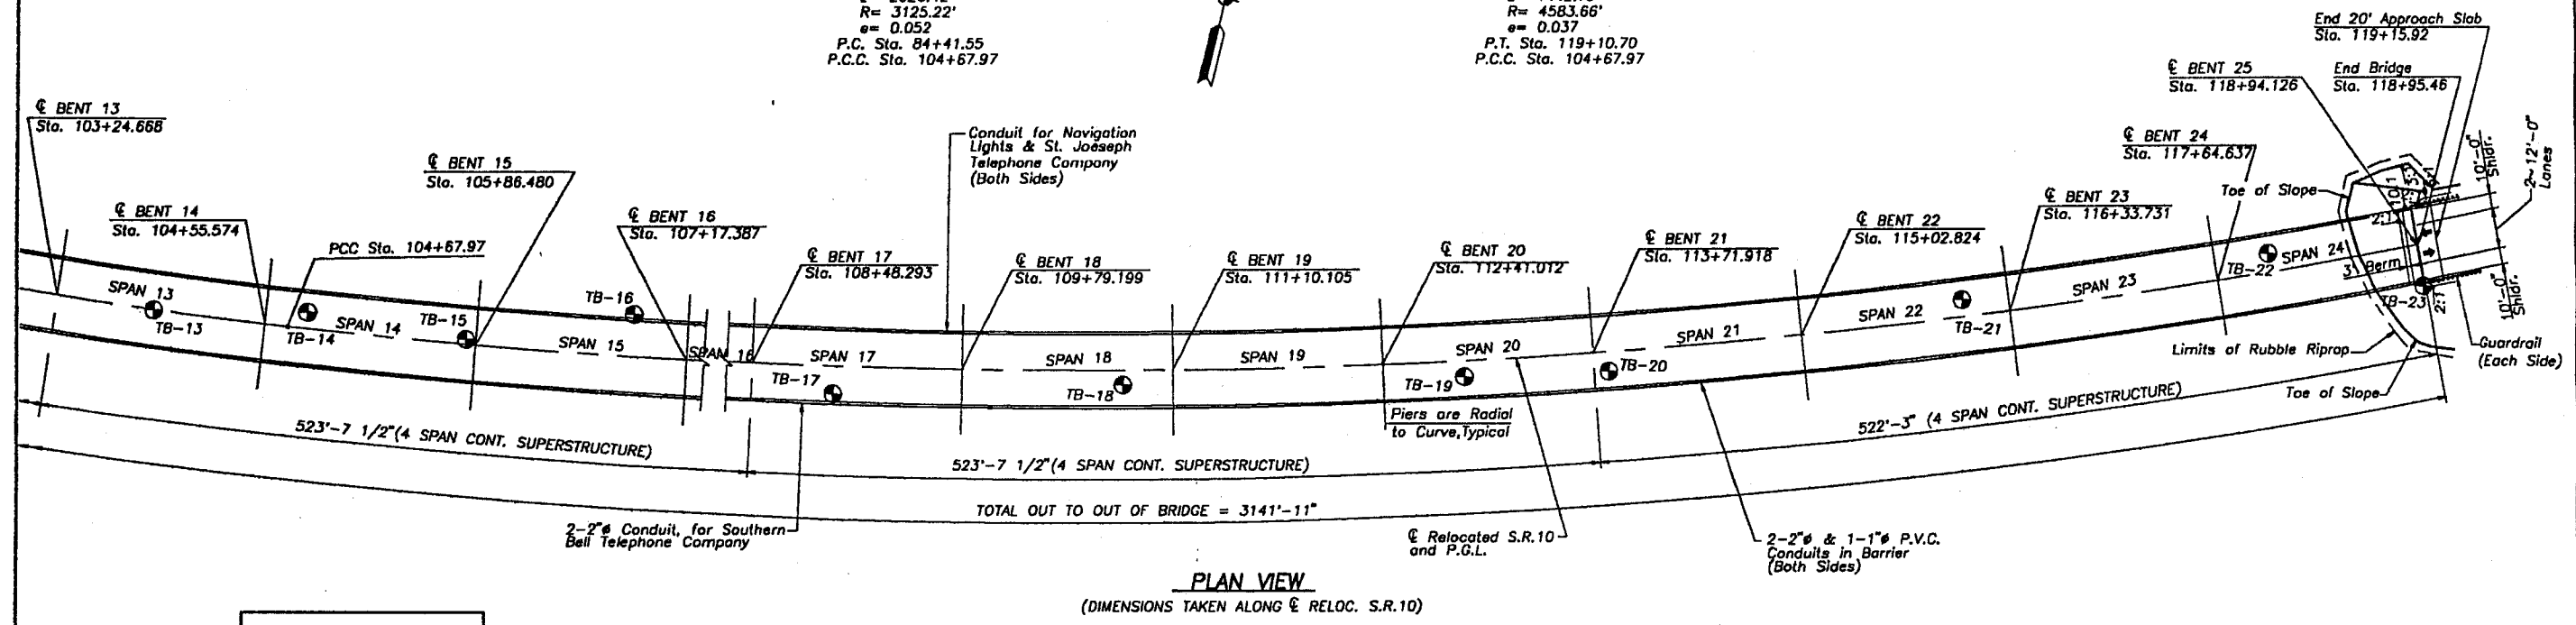 R= 3125.22'
e= 0.052
P.C. Sta. 84+41.55
P.C.C. Sta. 104+67.97
R= 4583.66'
e= 0.037
P.T. Sta. 119+10.70
P.C.C. Sta. 104+67.97
End 20' Approach Slab
Sta. 119+15.92
℄ BENT 25
Sta. 118+94.126
End Bridge
Sta. 118+95.46
℄ BENT 13
Sta. 103+24.668
℄ BENT 14
Sta. 104+55.574
PCC Sta. 104+67.97
℄ BENT 15
Sta. 105+86.480
℄ BENT 16
Sta. 107+17.387
℄ BENT 17
Sta. 108+48.293
Conduit for Navigation
Lights & St. Joeseph
Telephone Company
(Both Sides)
℄ BENT 18
Sta. 109+79.199
℄ BENT 19
Sta. 111+10.105
℄ BENT 20
Sta. 112+41.012
℄ BENT 21
Sta. 113+71.918
℄ BENT 22
Sta. 115+02.824
℄ BENT 23
Sta. 116+33.731
℄ BENT 24
Sta. 117+64.637
Toe of Slope
10:1
2:1
6:1
10'-0"
Shldr.
2~12'-0"
Lanes
SPAN 13
TB-13
TB-14
SPAN 14
TB-15
SPAN 15
TB-16
SPAN 16
SPAN 17
TB-17
SPAN 18
TB-18
SPAN 19
SPAN 20
TB-19
TB-20
SPAN 21
SPAN 22
TB-21
SPAN 23
TB-22
SPAN 24
3' Berm
TB-23
2:1
10'-0"
Shldr.
Guardrail
(Each Side)
Limits of Rubble Riprap
Toe of Slope
Piers are Radial
to Curve, Typical
523'-7 1/2"(4 SPAN CONT. SUPERSTRUCTURE)
523'-7 1/2"(4 SPAN CONT. SUPERSTRUCTURE)
522'-3" (4 SPAN CONT. SUPERSTRUCTURE)
TOTAL OUT TO OUT OF BRIDGE = 3141'-11"
2-2"ø Conduit, for Southern
Bell Telephone Company
℄ Relocated S.R.10
and P.G.L.
2-2"ø & 1-1"ø P.V.C.
Conduits in Barrier
(Both Sides)
PLAN VIEW
(DIMENSIONS TAKEN ALONG ℄ RELOC. S.R.10)